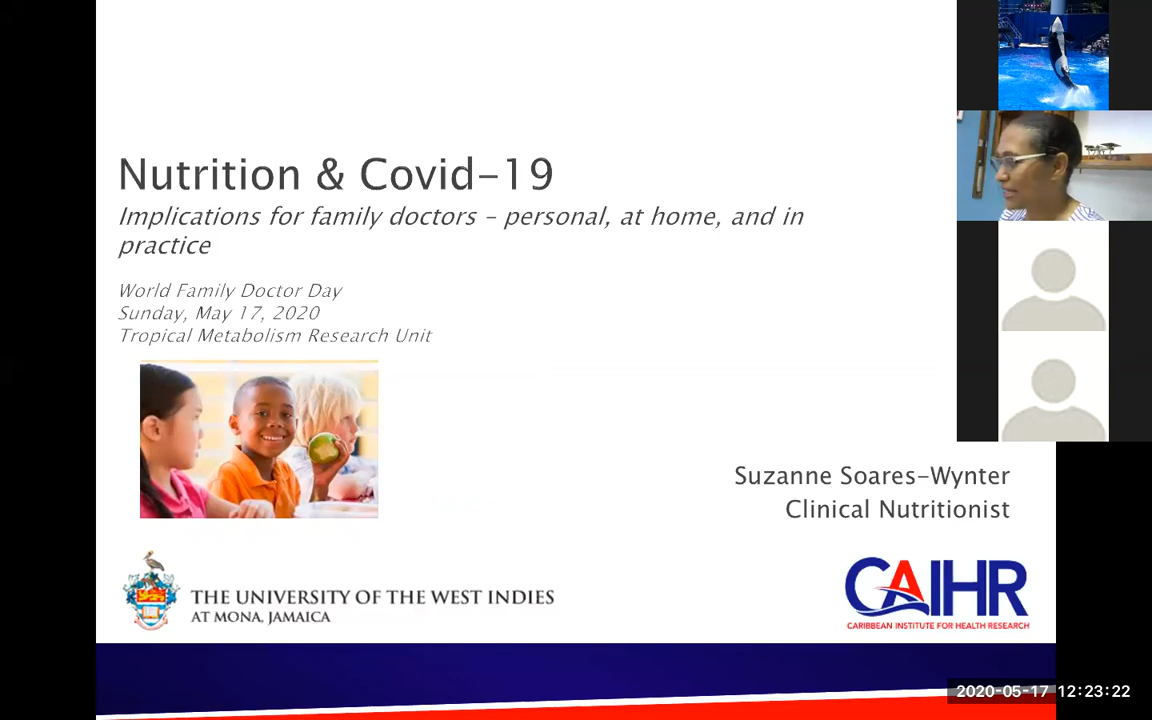 Nutrition & Covid-19
Implications for family doctors – personal, at home, and in
practice
World Family Doctor Day
Sunday, May 17, 2020
Tropical Metabolism Research Unit
Suzanne Soares-Wynter
Clinical Nutritionist
THE UNIVERSITY OF THE WEST INDIES
AT MONA, JAMAICA
CAIHR
CARIBBEAN INSTITUTE FOR HEALTH RESEARCH
2020-05-17 12:23:22